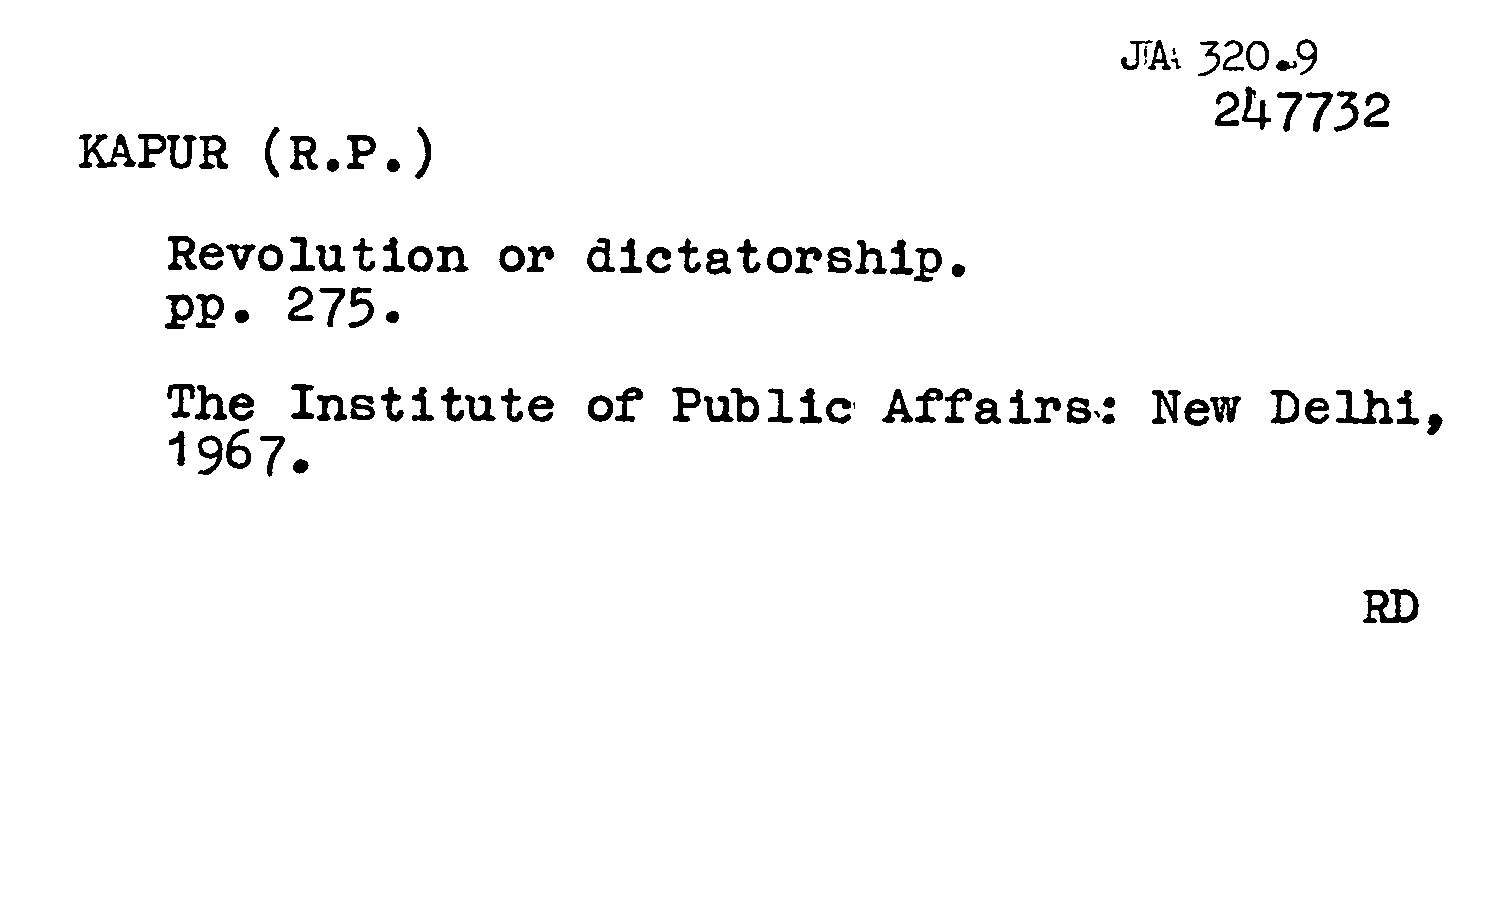 JA 320.9
247732
KAPUR (R.P.)
Revolution or dictatorship.
pp. 275.
The Institute of Public Affairs: New Delhi,
1967.
RD